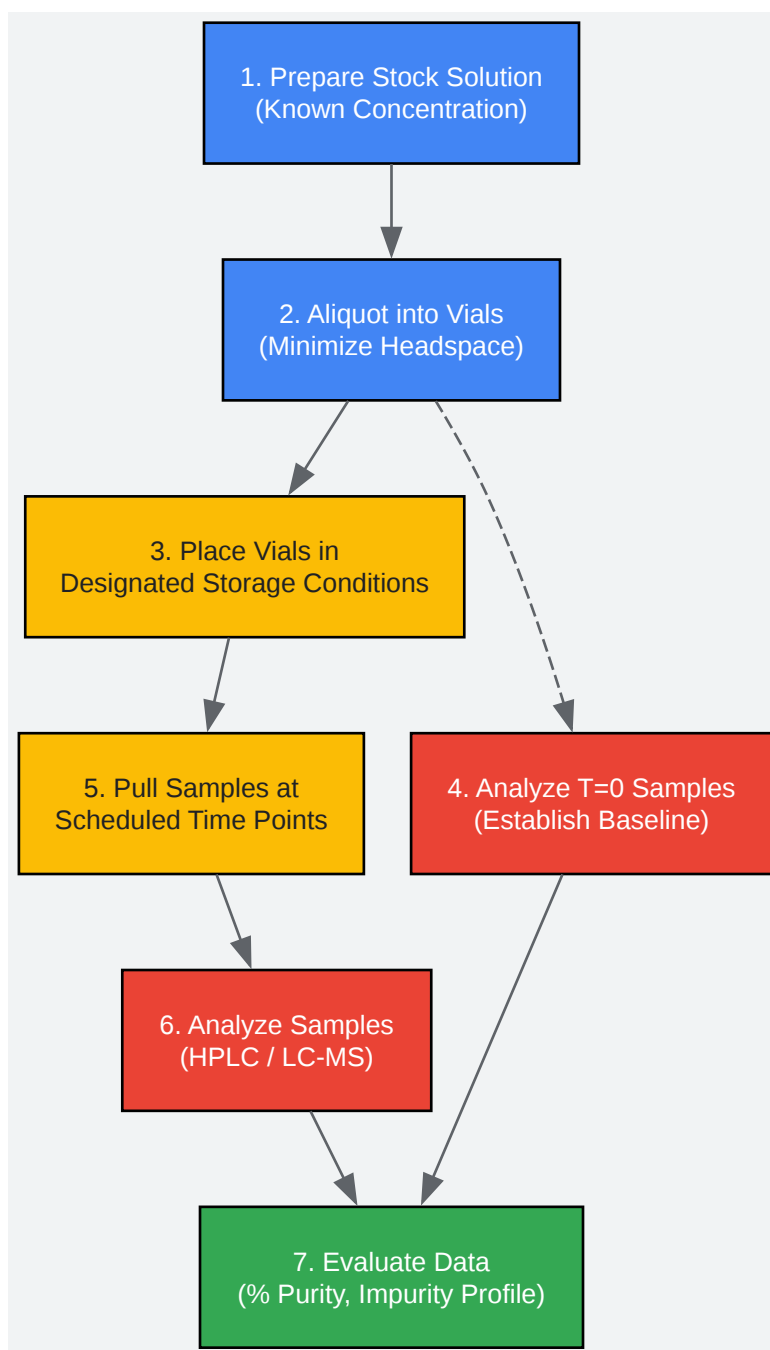 1. Prepare Stock Solution
(Known Concentration)
2. Aliquot into Vials
(Minimize Headspace)
3. Place Vials in
Designated Storage Conditions
5. Pull Samples at
Scheduled Time Points
4. Analyze T=0 Samples
(Establish Baseline)
6. Analyze Samples
(HPLC / LC-MS)
7. Evaluate Data
(% Purity, Impurity Profile)